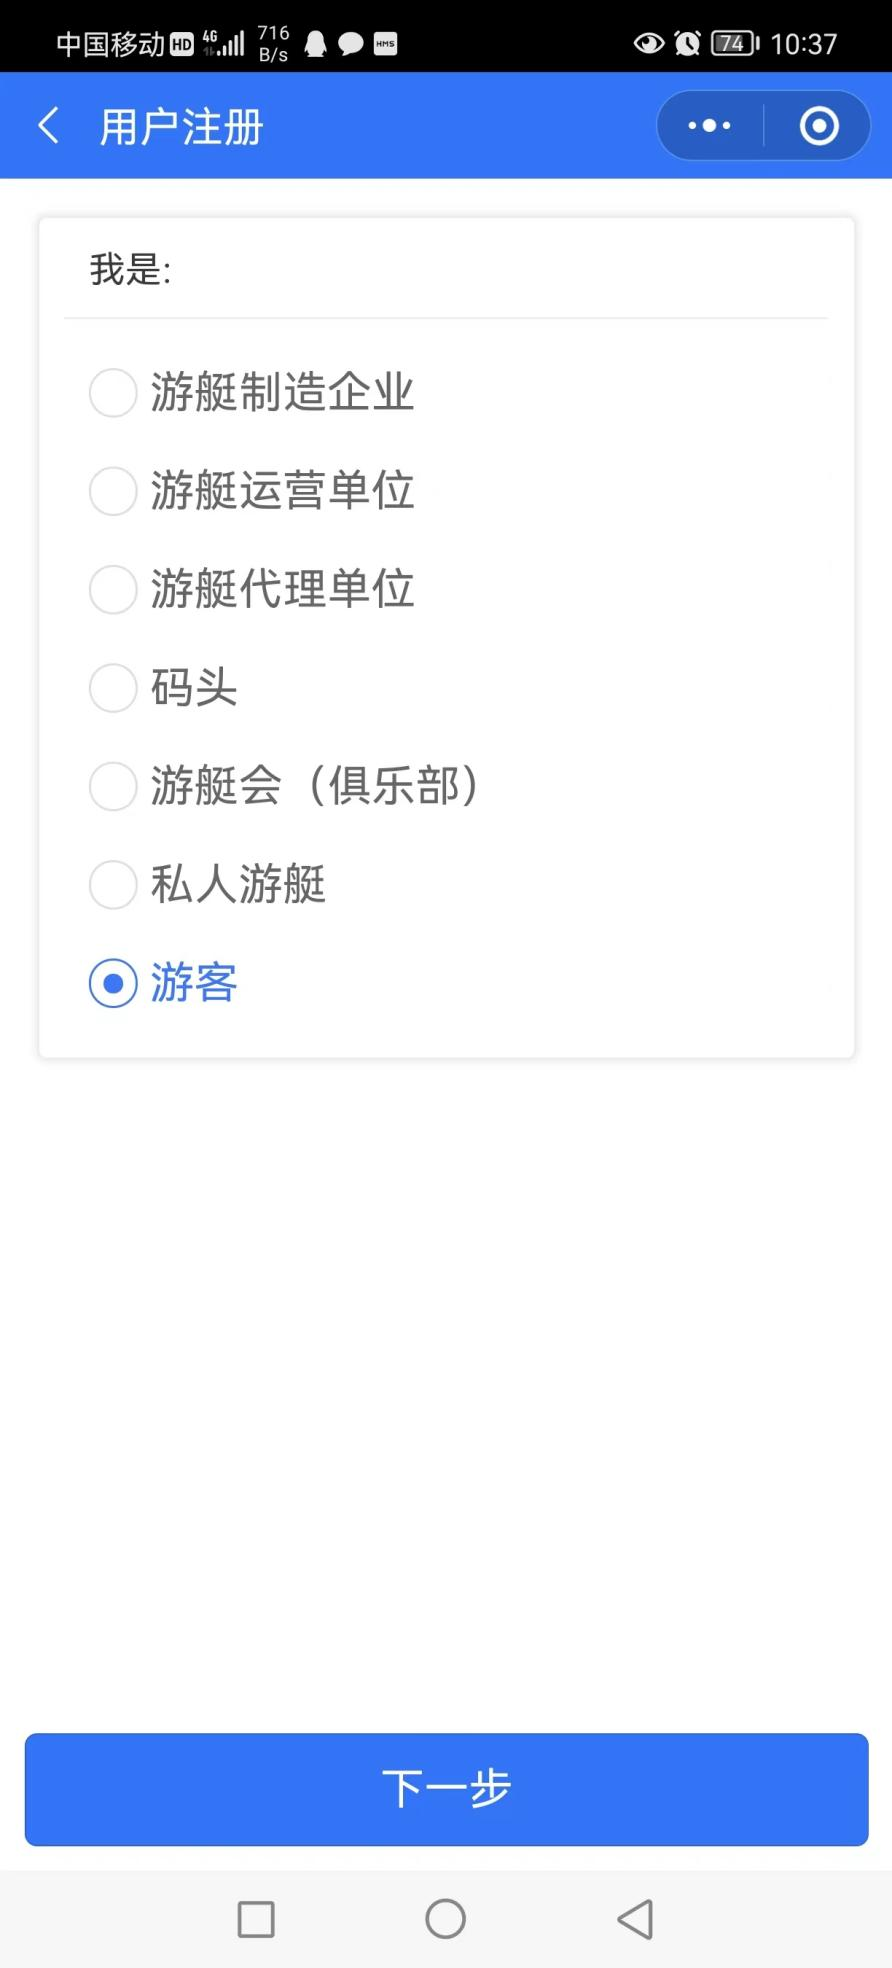 中国移动 HD 4G 716 B/s HMS 74 10:37
用户注册
我是:
游艇制造企业
游艇运营单位
游艇代理单位
码头
游艇会（俱乐部）
私人游艇
游客
下一步